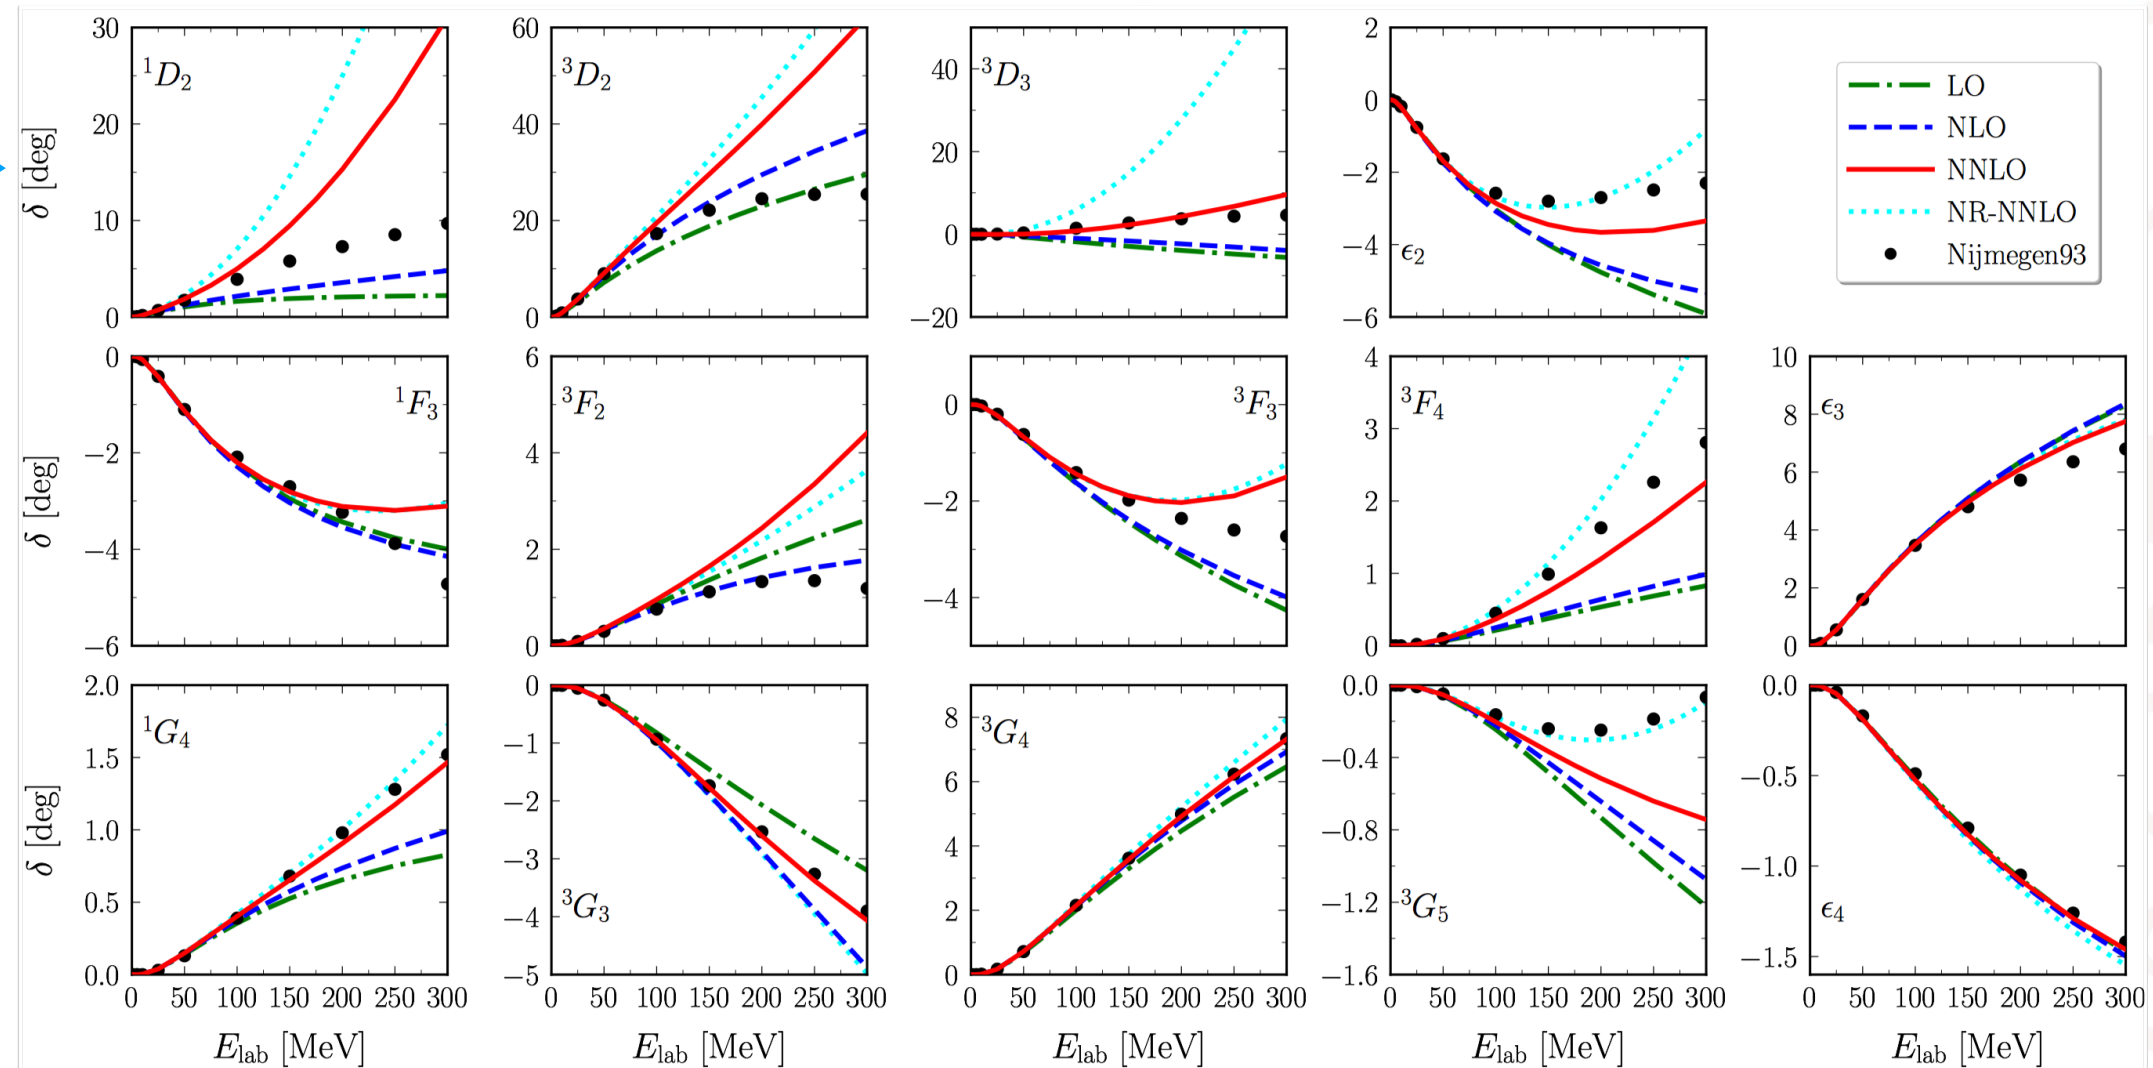 30
20
10
0
δ [deg]
¹D₂
60
40
20
0
³D₂
40
20
0
−20
³D₃
2
0
−2
−4
−6
ϵ₂
LO
NLO
NNLO
NR-NNLO
Nijmegen93
0
−2
−4
−6
δ [deg]
¹F₃
6
4
2
0
³F₂
0
−2
−4
³F₃
4
3
2
1
0
³F₄
10
8
6
4
2
0
ϵ₃
2.0
1.5
1.0
0.5
0.0
δ [deg]
¹G₄
0
−1
−2
−3
−4
−5
³G₃
8
6
4
2
0
³G₄
0.0
−0.4
−0.8
−1.2
−1.6
³G₅
0.0
−0.5
−1.0
−1.5
ϵ₄
0 50 100 150 200 250 300
0 50 100 150 200 250 300
0 50 100 150 200 250 300
0 50 100 150 200 250 300
0 50 100 150 200 250 300
E_lab [MeV]
E_lab [MeV]
E_lab [MeV]
E_lab [MeV]
E_lab [MeV]